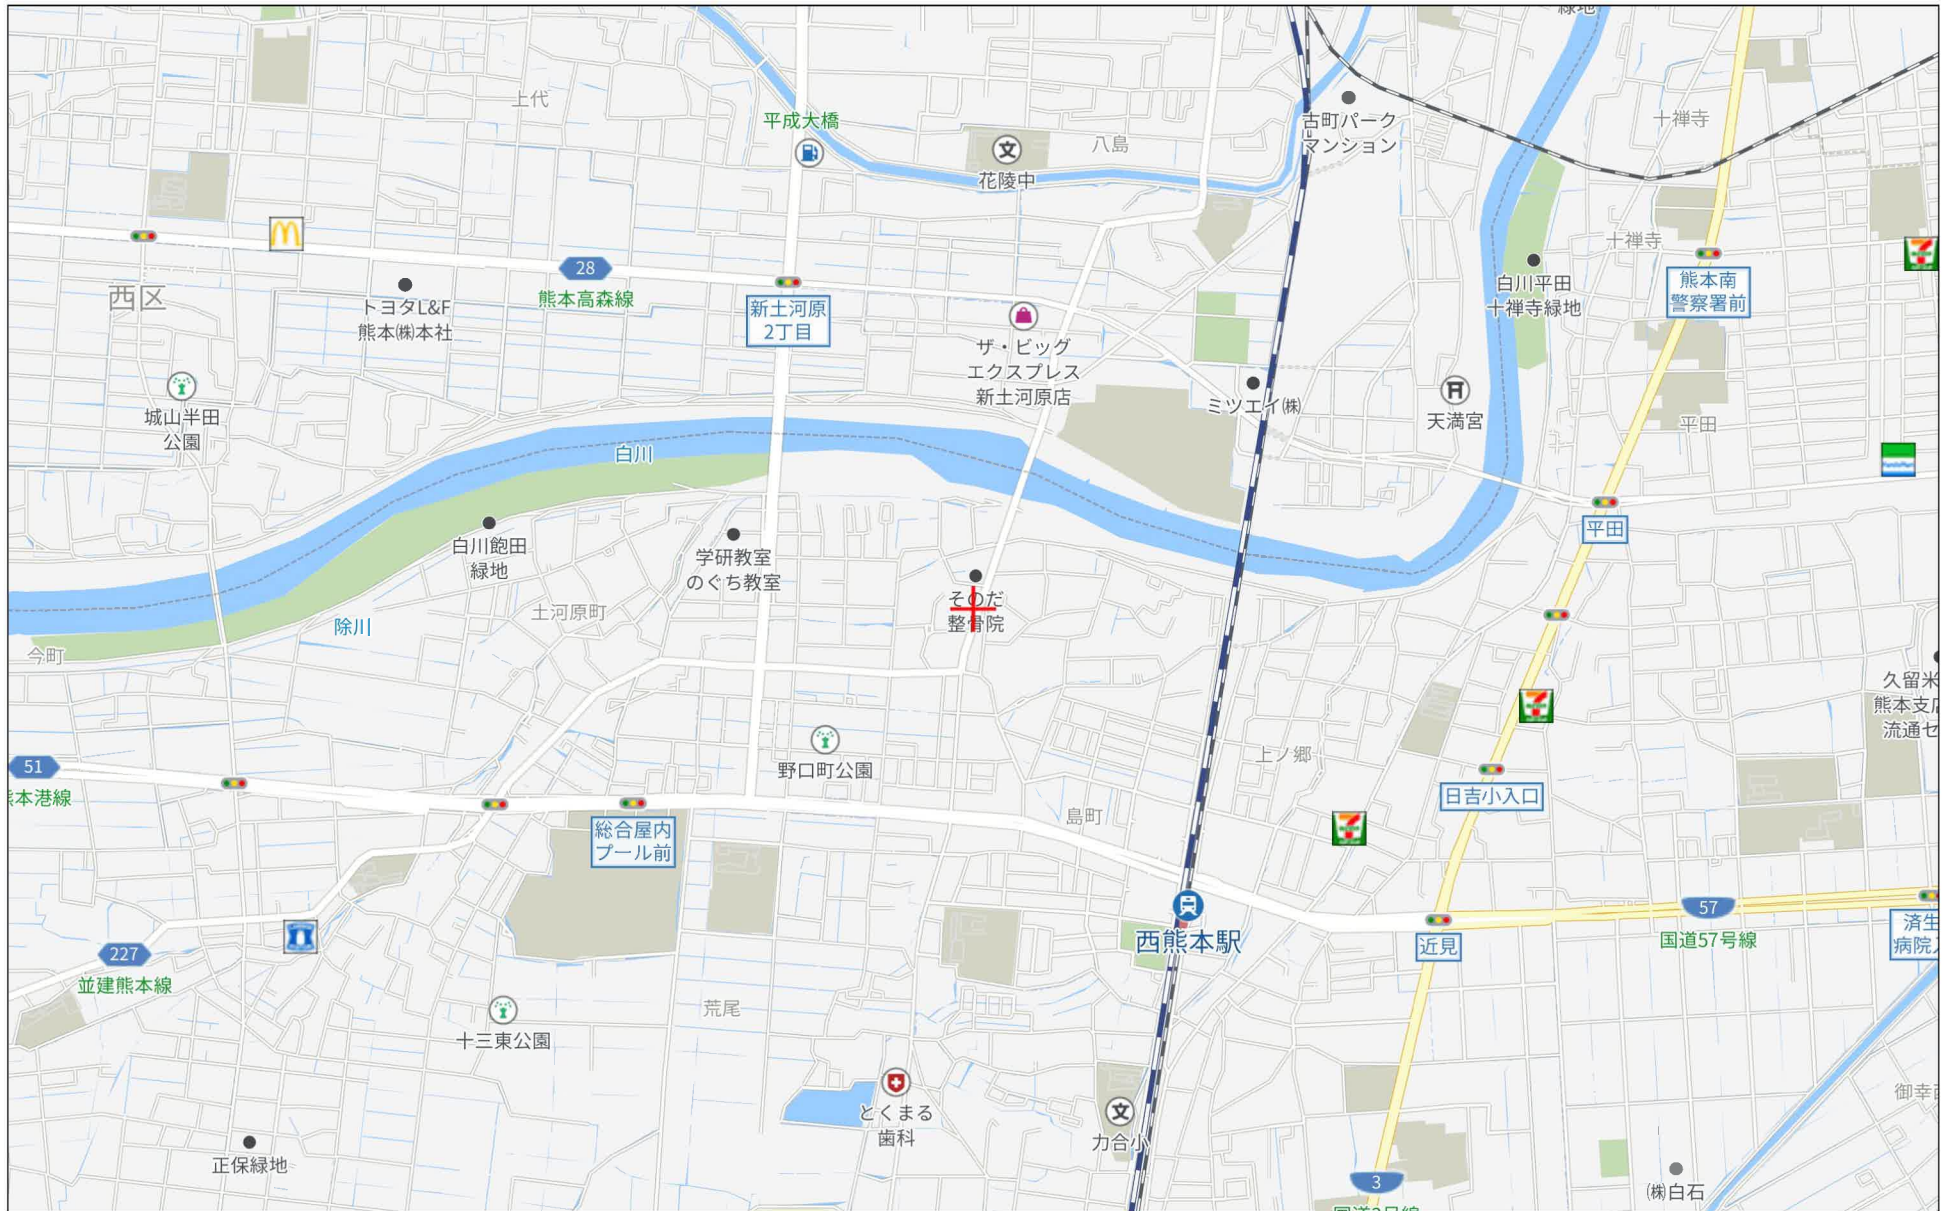 緑地
上代
平成大橋
八島
花陵中
古町パーク
マンション
十禅寺
十禅寺
28
熊本高森線
西区
トヨタL&F
熊本㈱本社
新土河原
2丁目
白川平田
十禅寺緑地
熊本南
警察署前
ザ・ビッグ
エクスプレス
新土河原店
ミツエイ㈱
天満宮
平田
城山半田
公園
白川
平田
白川飽田
緑地
学研教室
のぐち教室
そのだ
整骨院
土河原町
除川
今町
久留米
熊本支店
流通セ
野口町公園
上ノ郷
51
本港線
日吉小入口
島町
総合屋内
プール前
57
国道57号線
済生
病院
西熊本駅
近見
227
並建熊本線
荒尾
十三東公園
とくまる
歯科
力合小
御幸
正保緑地
3
㈱白石
国道3号線